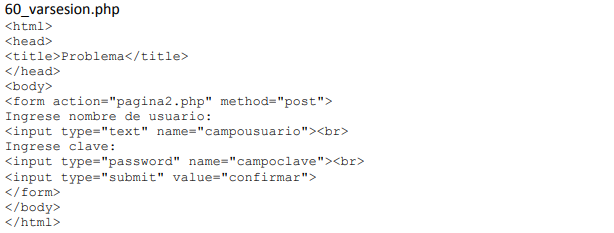 60_varsesion.php
<html>
<head>
<title>Problema</title>
</head>
<body>
<form action="pagina2.php" method="post">
Ingrese nombre de usuario:
<input type="text" name="campousuario"><br>
Ingrese clave:
<input type="password" name="campoclave"><br>
<input type="submit" value="confirmar">
</form>
</body>
</html>